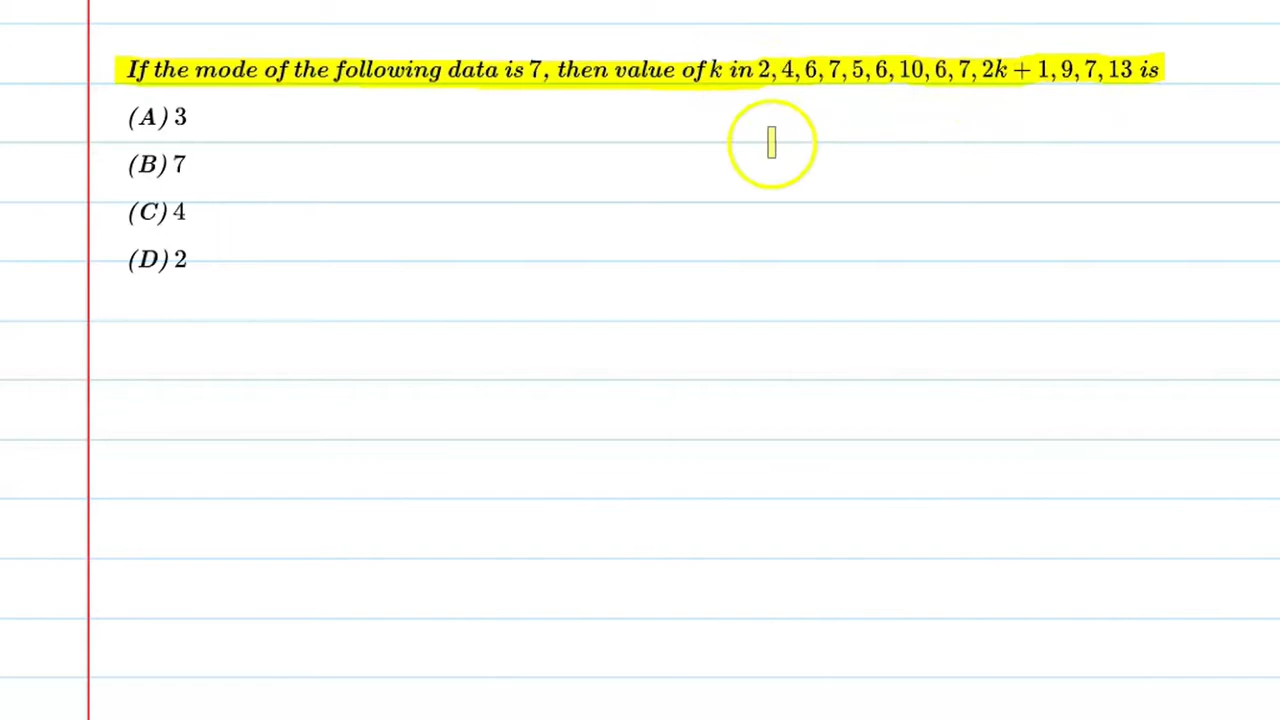 If the mode of the following data is 7, then value of k in 2, 4, 6, 7, 5, 6, 10, 6, 7, 2k + 1, 9, 7, 13 is
(A) 3
(B) 7
(C) 4
(D) 2